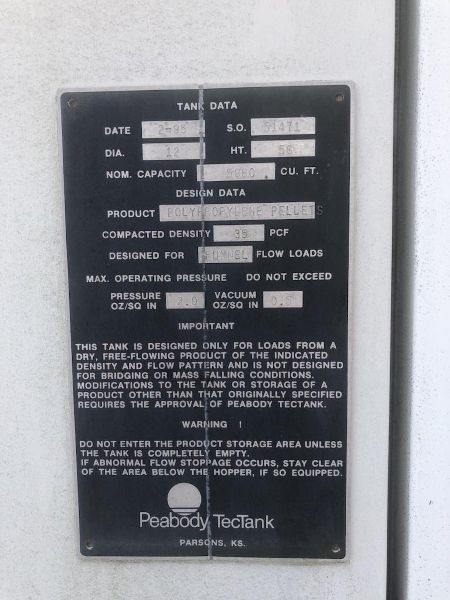 TANK DATA
DATE 2-95 S.O. 51471
DIA. 12 HT. 58
NOM. CAPACITY CU. FT.
DESIGN DATA
PRODUCT POLYPROPYLENE PELLETS
COMPACTED DENSITY 39 PCF
DESIGNED FOR FUNNEL FLOW LOADS
MAX. OPERATING PRESSURE DO NOT EXCEED
PRESSURE OZ/SQ IN 2.0 VACUUM OZ/SQ IN 0.5
IMPORTANT
THIS TANK IS DESIGNED ONLY FOR LOADS FROM A
DRY, FREE-FLOWING PRODUCT OF THE INDICATED
DENSITY AND FLOW PATTERN AND IS NOT DESIGNED
FOR BRIDGING OR MASS FALLING CONDITIONS.
MODIFICATIONS TO THE TANK OR STORAGE OF A
PRODUCT OTHER THAN THAT ORIGINALLY SPECIFIED
REQUIRES THE APPROVAL OF PEABODY TECTANK.
WARNING !
DO NOT ENTER THE PRODUCT STORAGE AREA UNLESS
THE TANK IS COMPLETELY EMPTY.
IF ABNORMAL FLOW STOPPAGE OCCURS, STAY CLEAR
OF THE AREA BELOW THE HOPPER, IF SO EQUIPPED.
Peabody TecTank
PARSONS, KS.